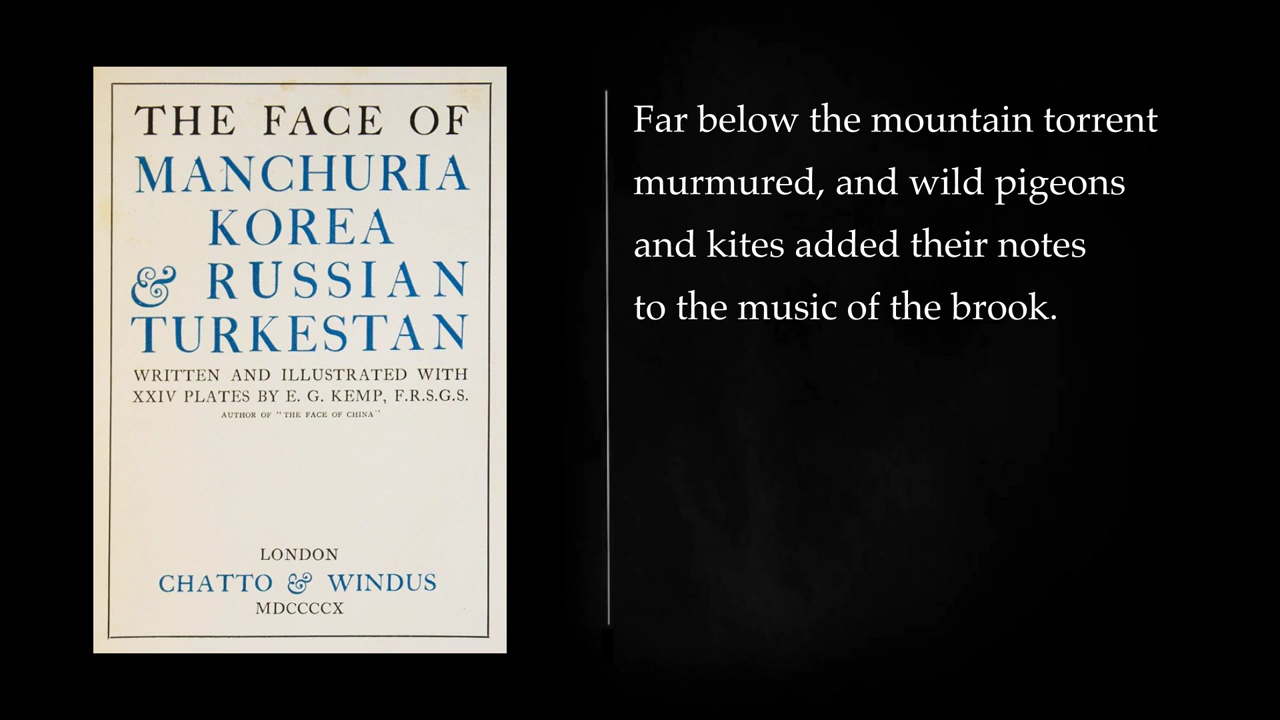 THE FACE OF
MANCHURIA
KOREA
& RUSSIAN
TURKESTAN
WRITTEN AND ILLUSTRATED WITH
XXIV PLATES BY E. G. KEMP, F.R.S.G.S.
AUTHOR OF "THE FACE OF CHINA"
LONDON
CHATTO & WINDUS
MDCCCCX
Far below the mountain torrent
murmured, and wild pigeons
and kites added their notes
to the music of the brook.